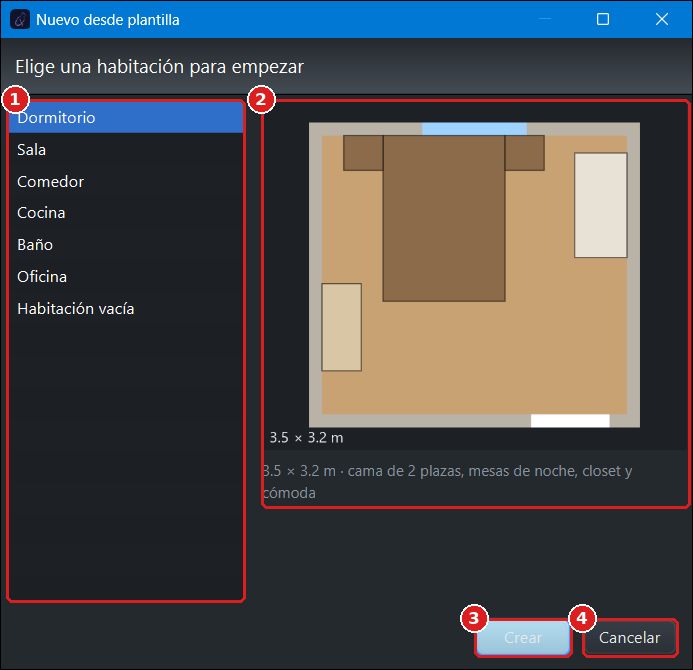 Nuevo desde plantilla
Elige una habitación para empezar
1
2
Dormitorio
Sala
Comedor
Cocina
Baño
Oficina
Habitación vacía
3.5 × 3.2 m
3.5 × 3.2 m · cama de 2 plazas, mesas de noche, closet y
cómoda
3
4
Crear
Cancelar